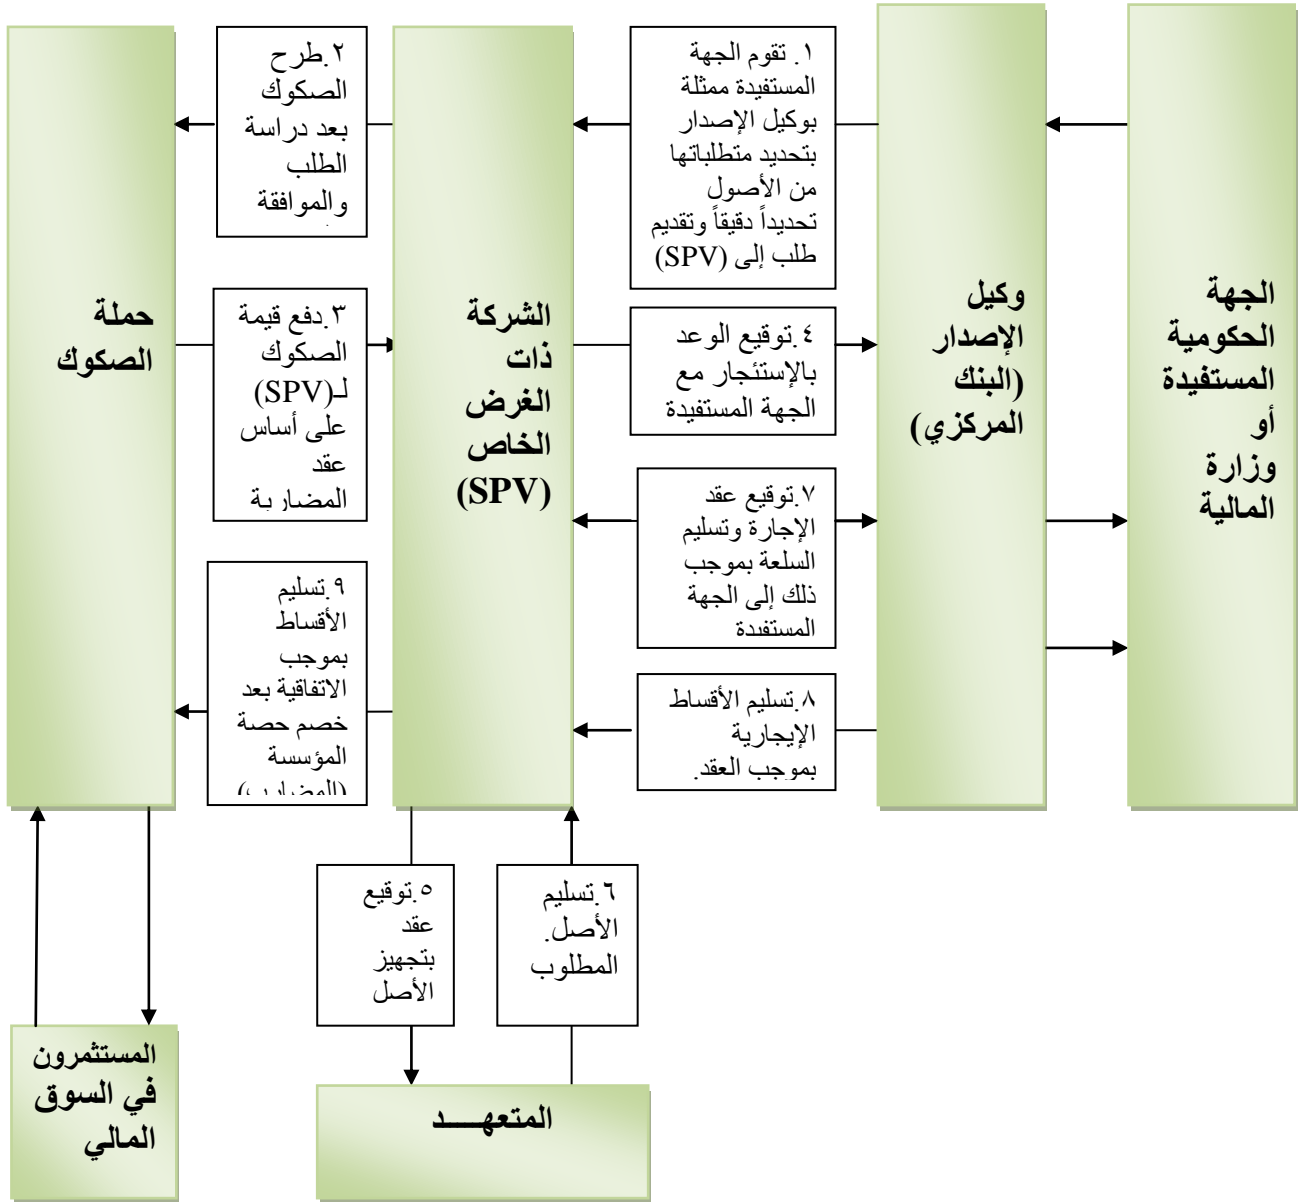 الجهة
الحكومية
المستفيدة
أو
وزارة
المالية
وكيل
الإصدار
(البنك
المركزي)
١. تقوم الجهة
المستفيدة ممثلة
بوكيل الإصدار
بتحديد متطلباتها
من الأصول
تحديداً دقيقاً وتقديم
طلب إلى (SPV)
٤.توقيع الوعد
بالإستئجار مع
الجهة المستفيدة
٧.توقيع عقد
الإجارة وتسليم
السلعة بموجب
ذلك إلى الجهة
المستفيدة
٨.تسليم الأقساط
الإيجارية
بموجب العقد.
الشركة
ذات
الغرض
الخاص
(SPV)
٢.طرح
الصكوك
بعد دراسة
الطلب
والموافقة
٣.دفع قيمة
الصكوك
لـ(SPV)
على أساس
عقد
المضاربة
٩.تسليم
الأقساط
بموجب
الاتفاقية بعد
خصم حصة
المؤسسة
(المضارب)
حملة
الصكوك
٥.توقيع
عقد
بتجهيز
الأصل
٦.تسليم
الأصل.
المطلوب
المستثمرون
في السوق
المالي
المتعهـــــد